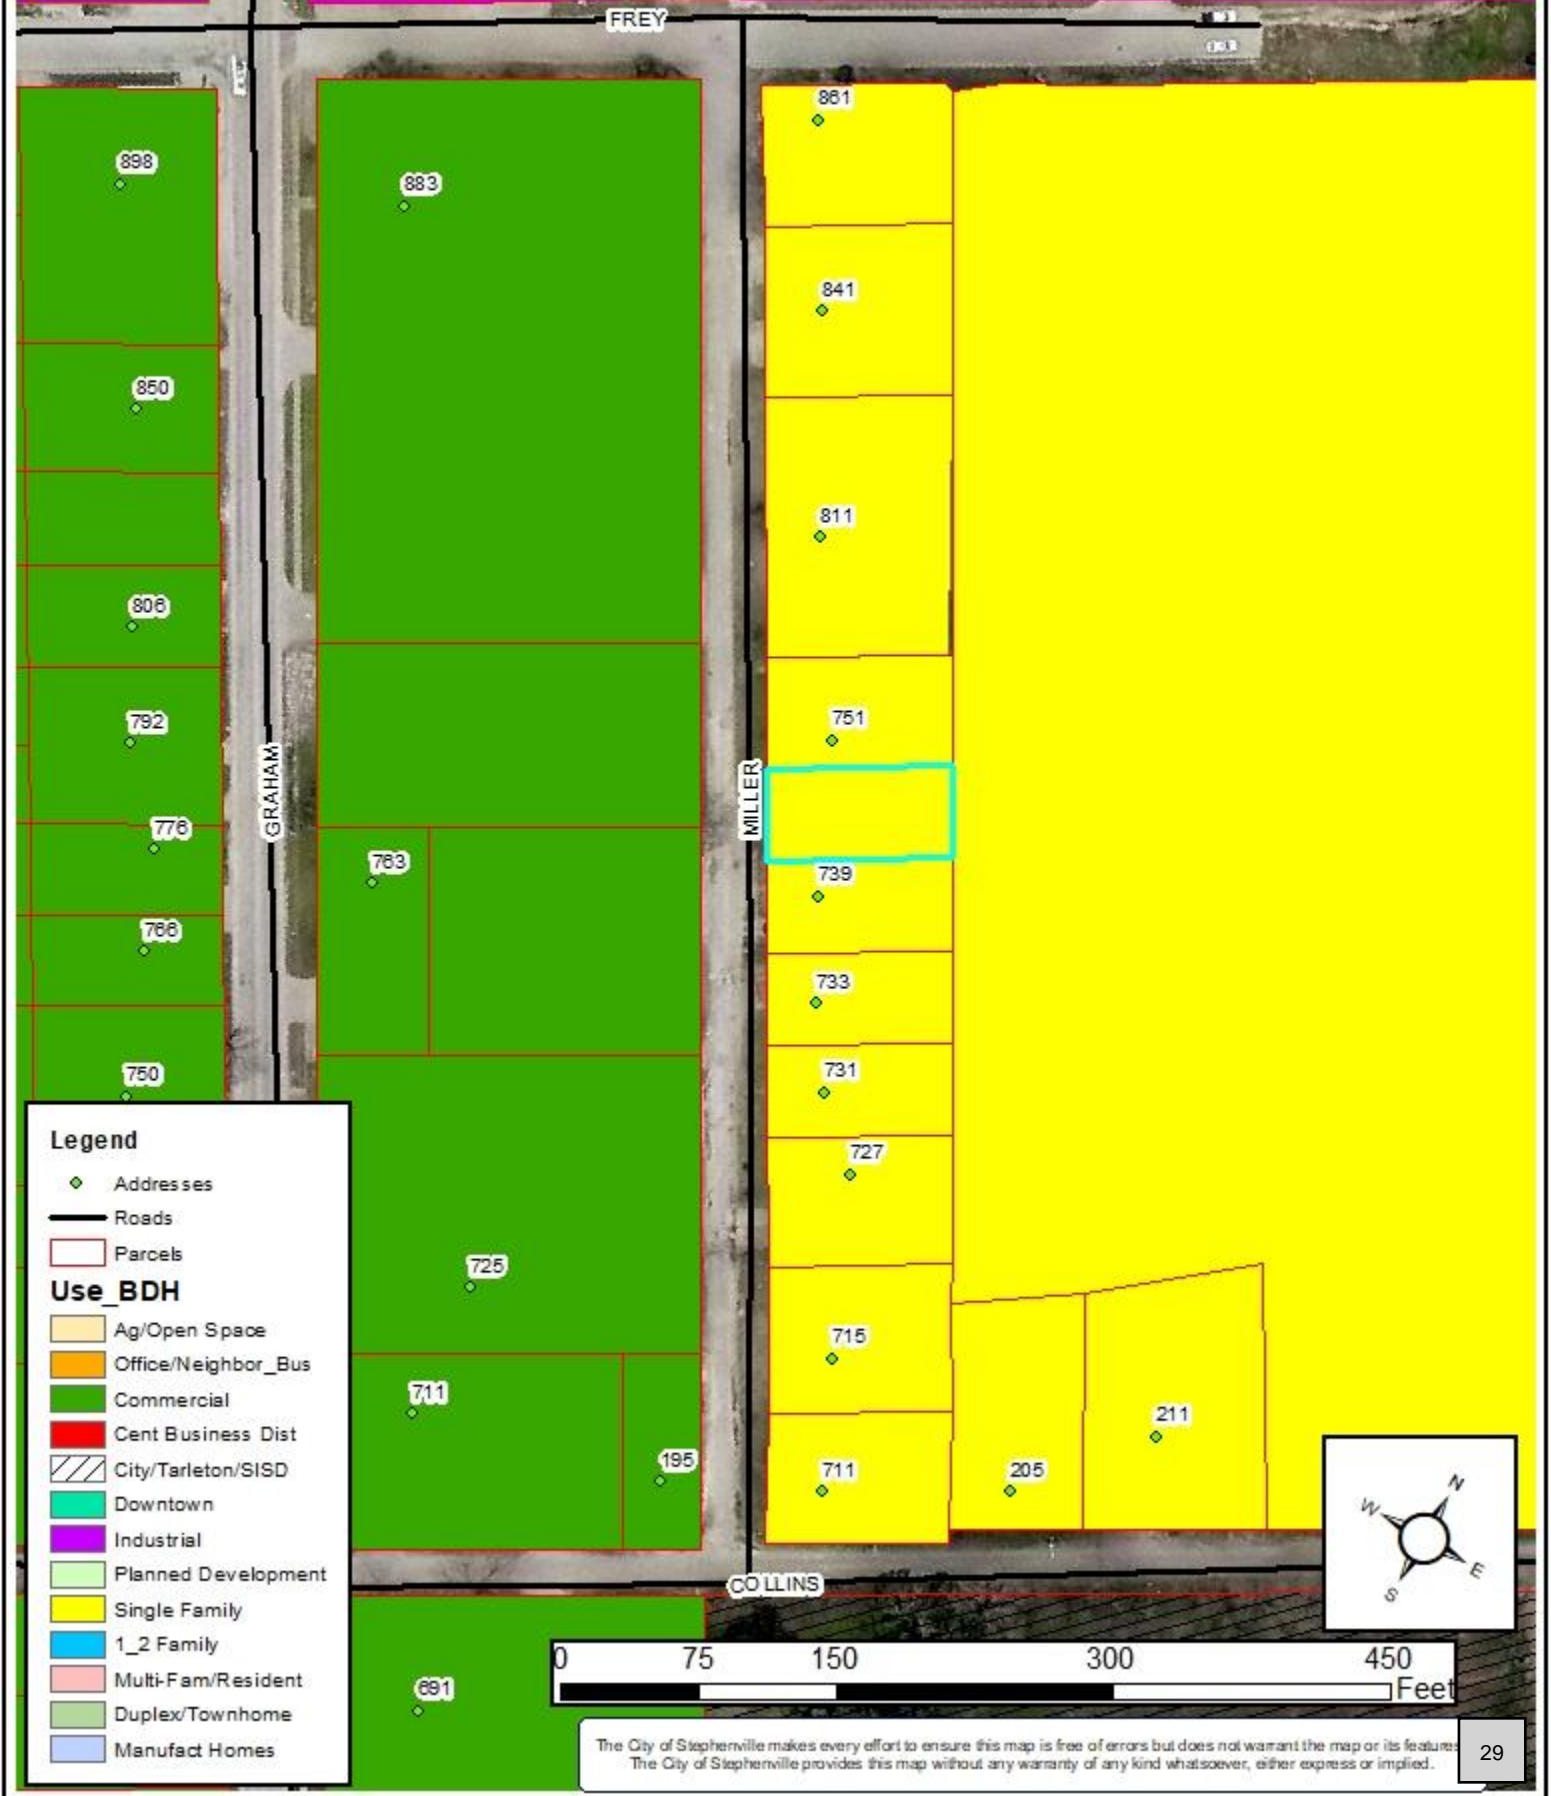 FREY
861
898
883
841
850
811
806
751
792
GRAHAM
MILLER
776
763
739
766
733
731
750
727
725
715
711
711
195
205
211
COLLINS
691
Legend
Addresses
Roads
Parcels
Use_BDH
Ag/Open Space
Office/Neighbor_Bus
Commercial
Cent Business Dist
City/Tarleton/SISD
Downtown
Industrial
Planned Development
Single Family
1_2 Family
Multi-Fam/Resident
Duplex/Townhome
Manufact Homes
N
W
E
S
0 75 150 300 450
Feet
The City of Stephenville makes every effort to ensure this map is free of errors but does not warrant the map or its features
The City of Stephenville provides this map without any warranty of any kind whatsoever, either express or implied.
29